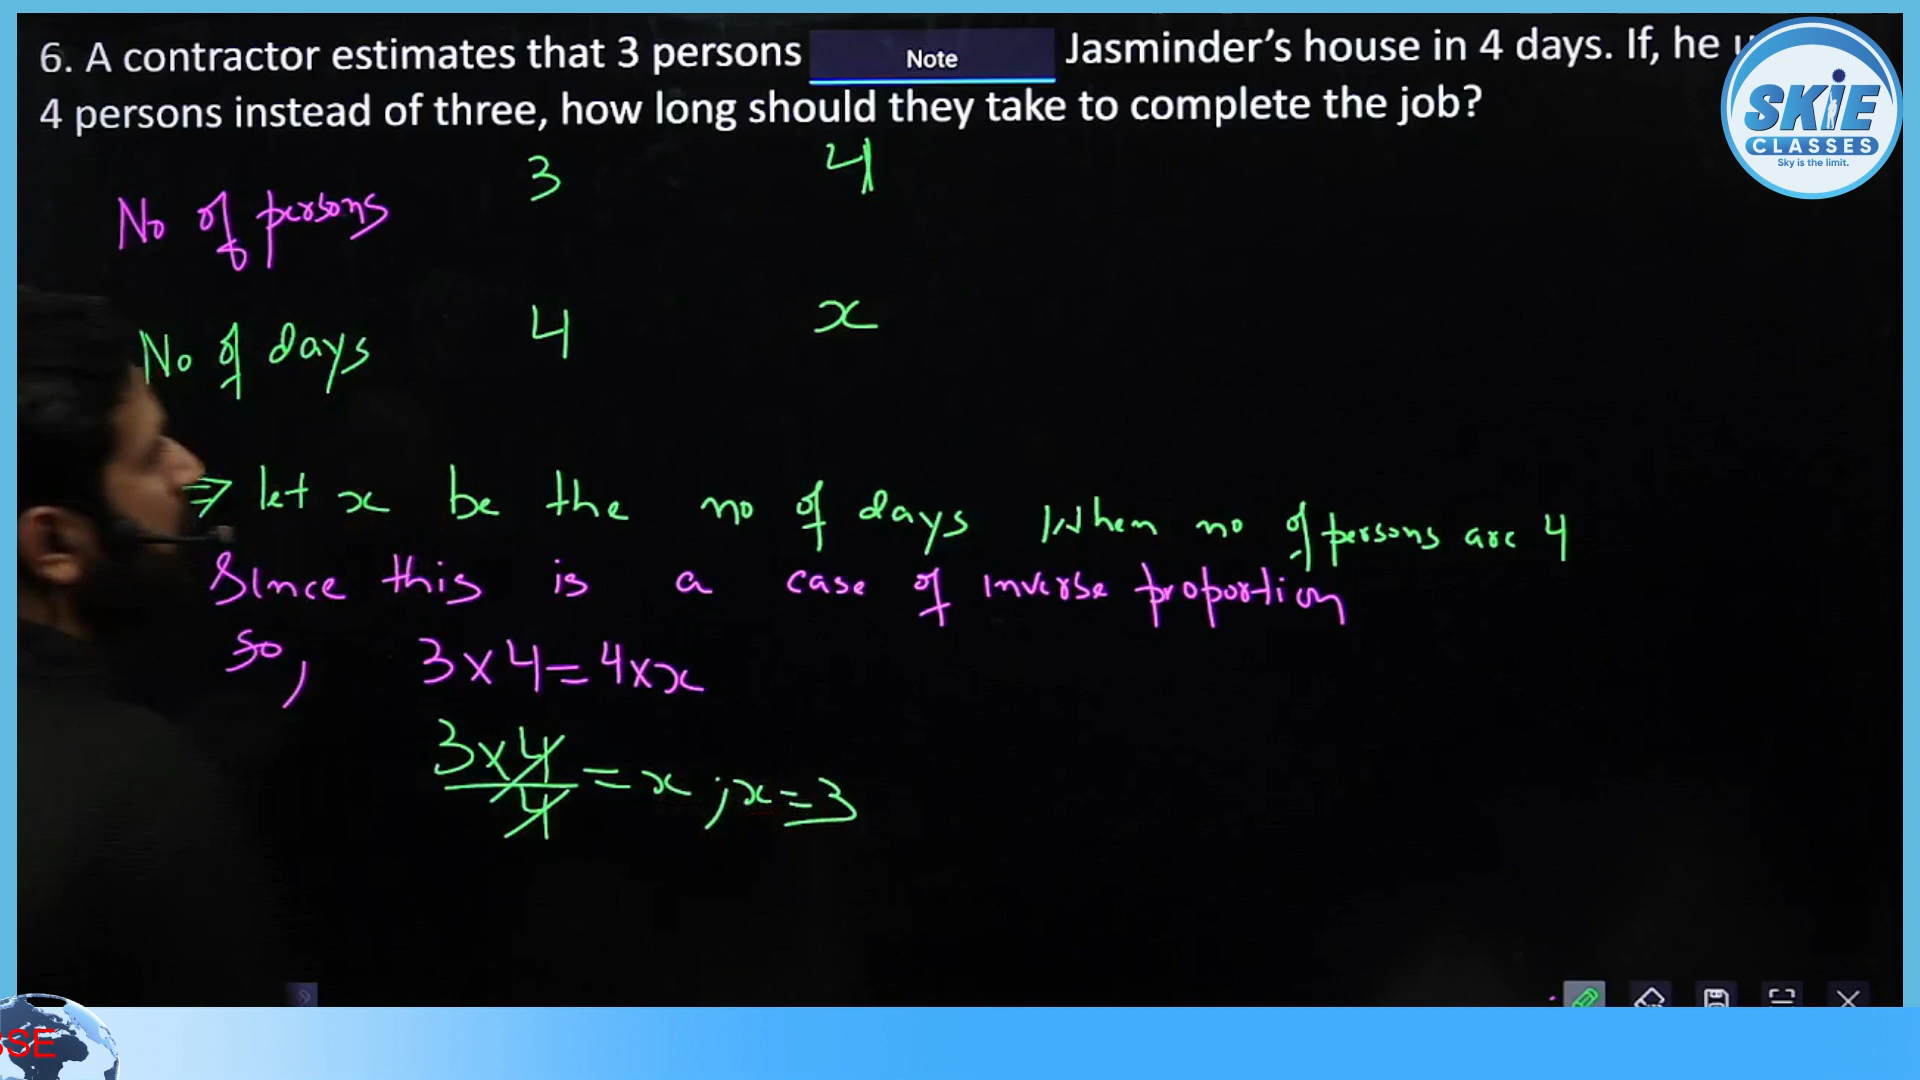 6. A contractor estimates that 3 persons Note Jasminder's house in 4 days. If, he
4 persons instead of three, how long should they take to complete the job?
SKIE
CLASSES
Sky is the limit.
No of persons 3 4
No of days 4 x
⇒ let x be the no of days When no of persons are 4
Since this is a case of inverse proportion
so, 3×4=4×x
3×4/4 = x ; x=3
SSE